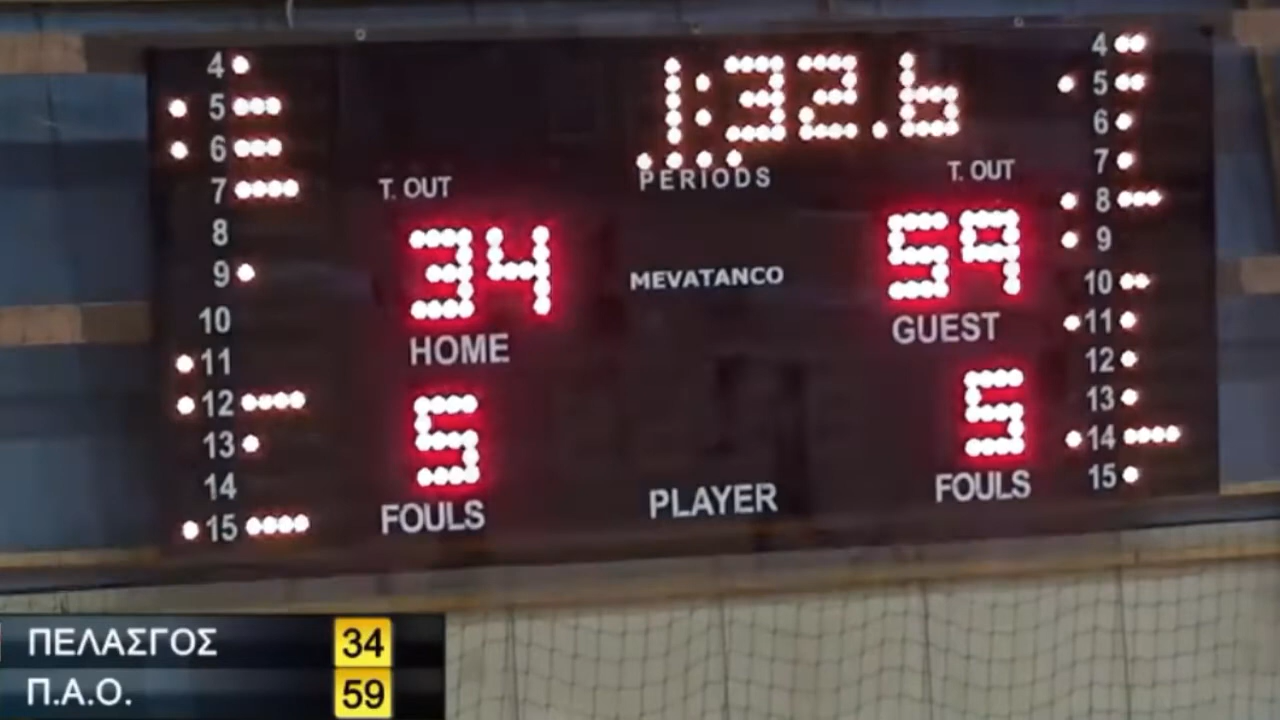 1:32.6
PERIODS
T. OUT
T. OUT
34
59
MEVATANCO
HOME
GUEST
5
5
FOULS
PLAYER
FOULS
4
5
6
7
8
9
10
11
12
13
14
15
4
5
6
7
8
9
10
11
12
13
14
15
ΠΕΛΑΣΓΟΣ 34
Π.Α.Ο. 59